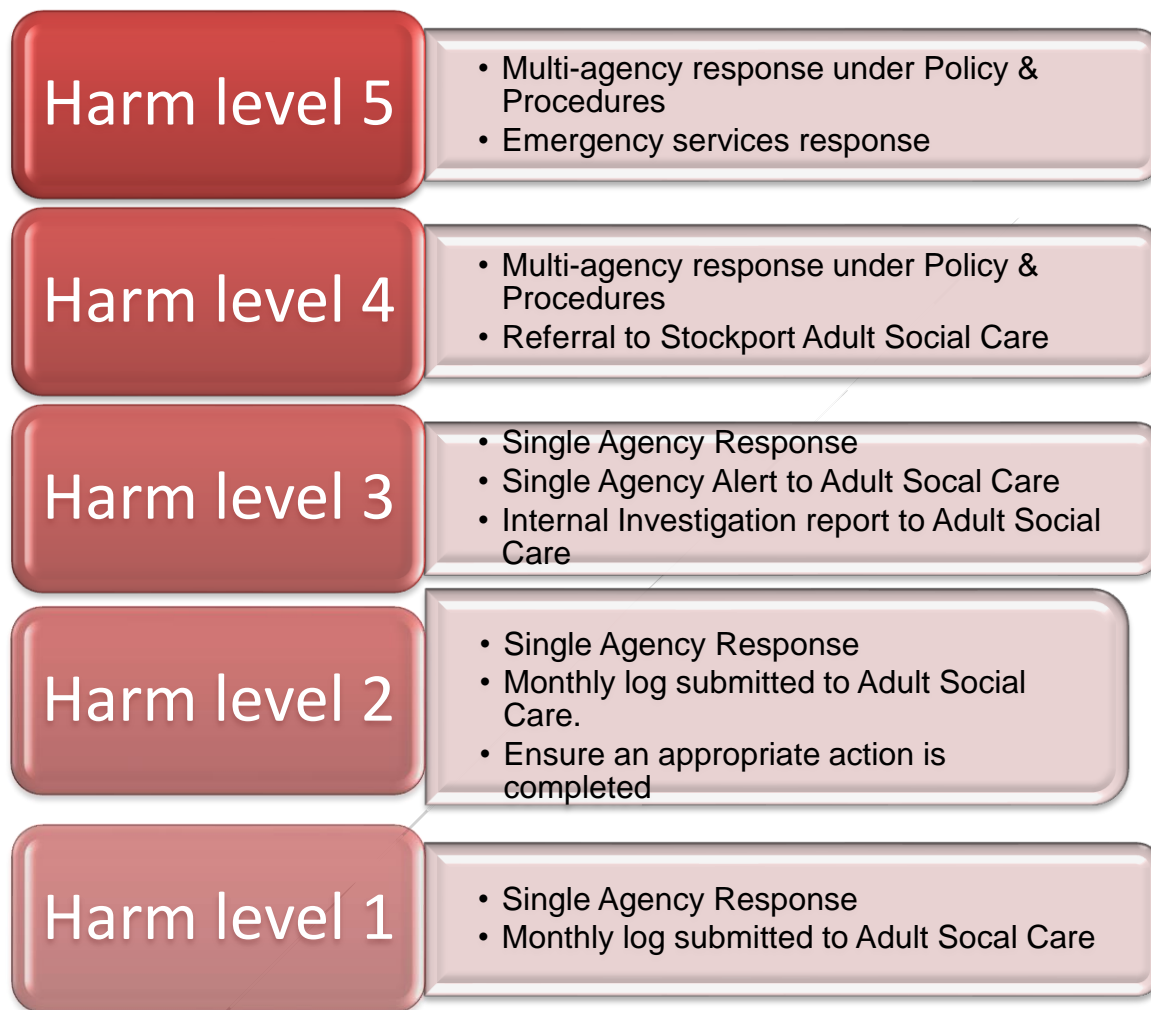 Harm level 5
• Multi-agency response under Policy &
Procedures
• Emergency services response
Harm level 4
• Multi-agency response under Policy &
Procedures
• Referral to Stockport Adult Social Care
Harm level 3
• Single Agency Response
• Single Agency Alert to Adult Socal Care
• Internal Investigation report to Adult Social
Care
Harm level 2
• Single Agency Response
• Monthly log submitted to Adult Social
Care.
• Ensure an appropriate action is
completed
Harm level 1
• Single Agency Response
• Monthly log submitted to Adult Socal Care